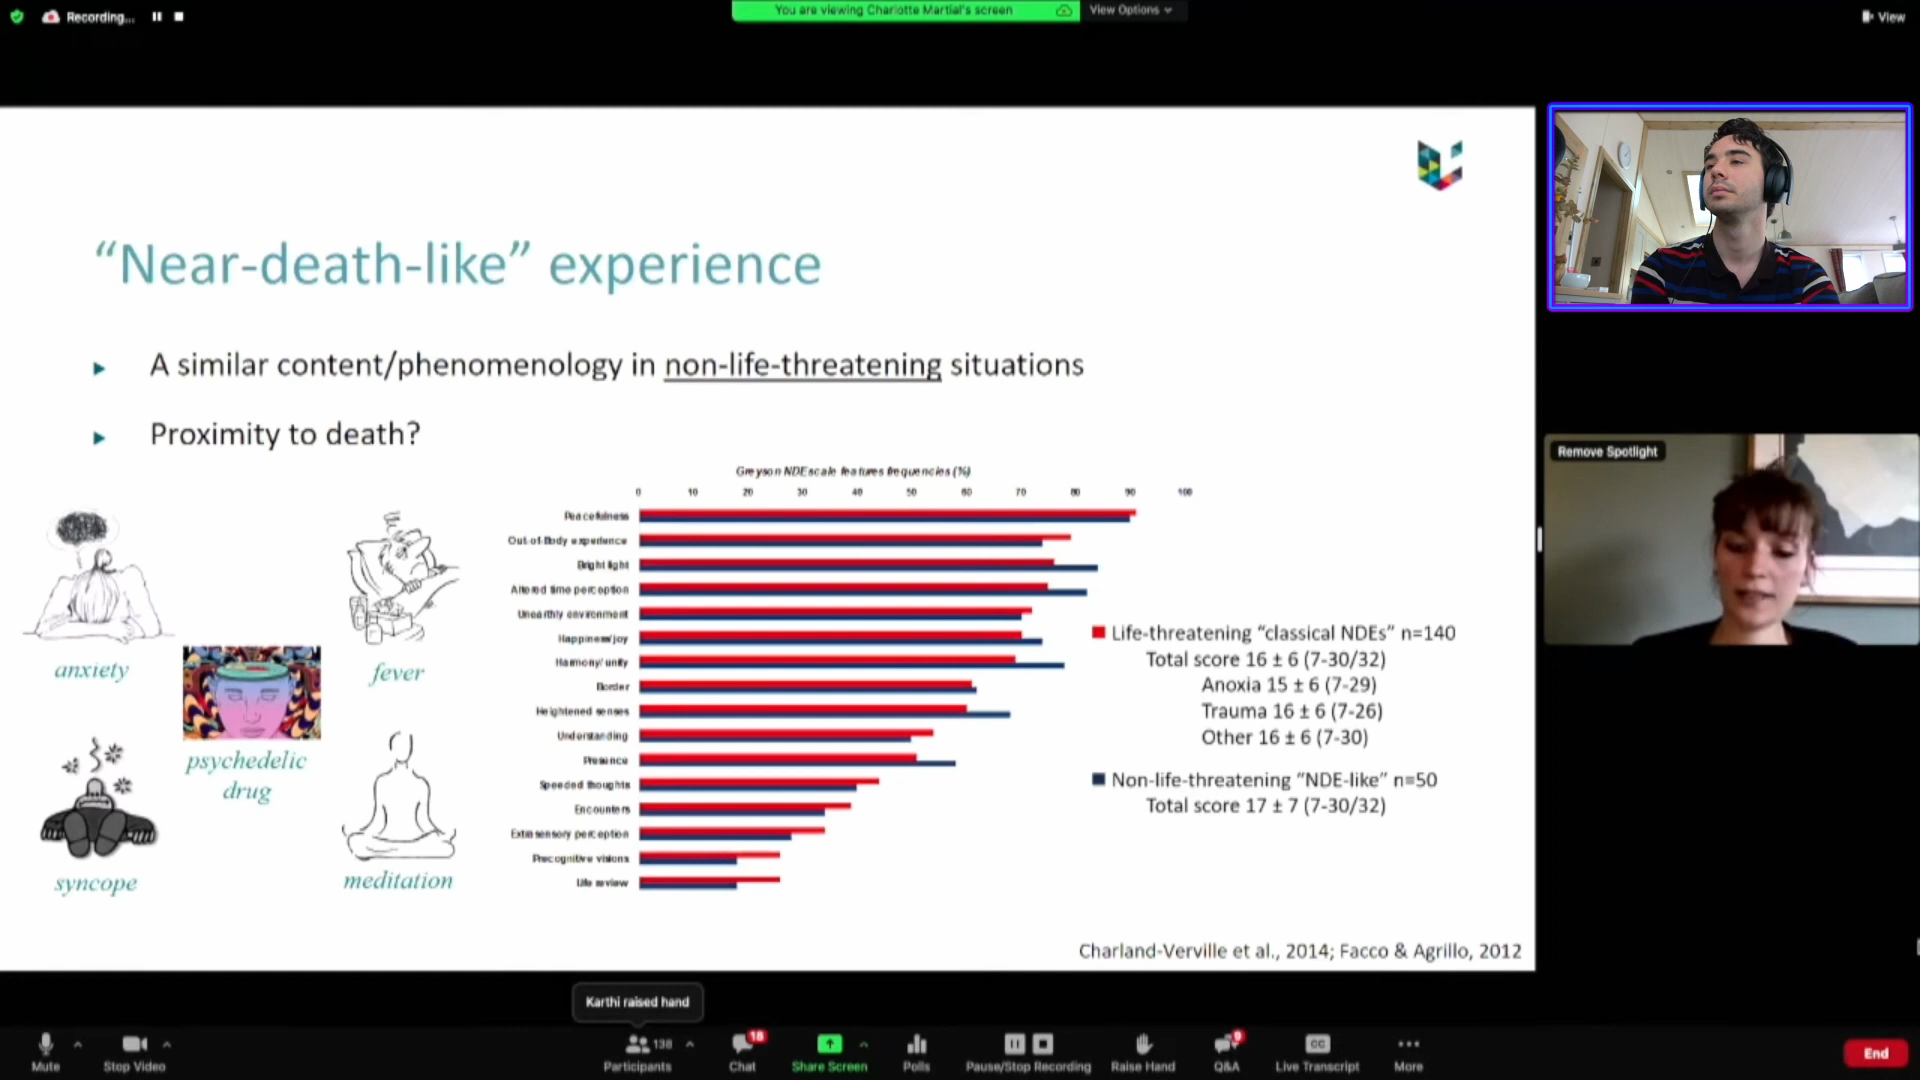 Recording...
You are viewing Charlotte Martial's screen
View Options
View
"Near-death-like" experience
A similar content/phenomenology in non-life-threatening situations
Proximity to death?
Greyson NDE scale features frequencies (%)
0 10 20 30 40 50 60 70 80 90 100
Peacefulness
Out-of-Body experience
Bright light
Altered time perception
Unearthly environment
Happiness/joy
Harmony/unity
Border
Heightened senses
Understanding
Presence
Speeded thoughts
Encounters
Extrasensory perception
Precognitive visions
Life review
Life-threatening "classical NDEs" n=140
Total score 16 ± 6 (7-30/32)
Anoxia 15 ± 6 (7-29)
Trauma 16 ± 6 (7-26)
Other 16 ± 6 (7-30)
Non-life-threatening "NDE-like" n=50
Total score 17 ± 7 (7-30/32)
anxiety
fever
psychedelic
drug
syncope
meditation
Charland-Verville et al., 2014; Facco & Agrillo, 2012
Remove Spotlight
Karthi raised hand
Mute
Stop Video
138
Participants
18
Chat
Share Screen
Polls
Pause/Stop Recording
Raise Hand
9
Q&A
CC
Live Transcript
More
End